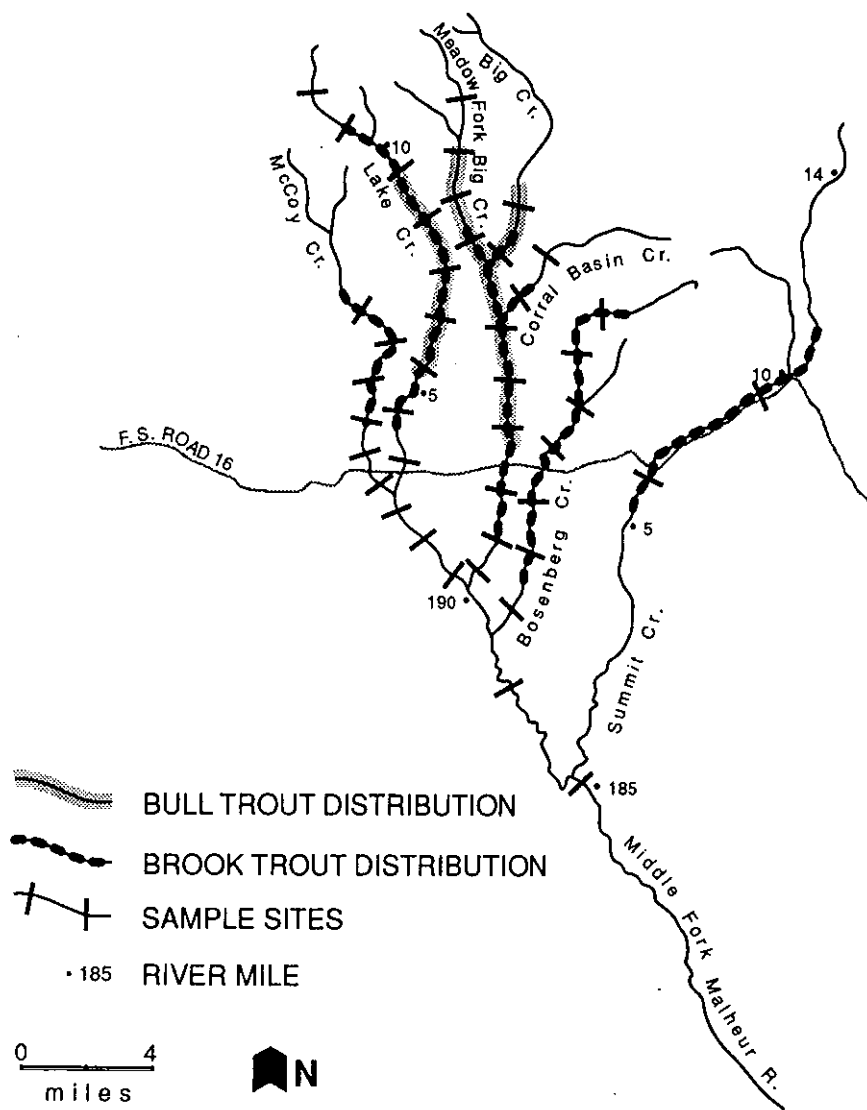 Meadow Fork Big Cr.
Big Cr.
10
Lake Cr.
McCoy Cr.
14
Corral Basin Cr.
10
5
F.S. ROAD 16
Bosenberg Cr.
5
190
Summit Cr.
185
Middle Fork Malheur R.
BULL TROUT DISTRIBUTION
BROOK TROUT DISTRIBUTION
SAMPLE SITES
185 RIVER MILE
0 4
miles
N